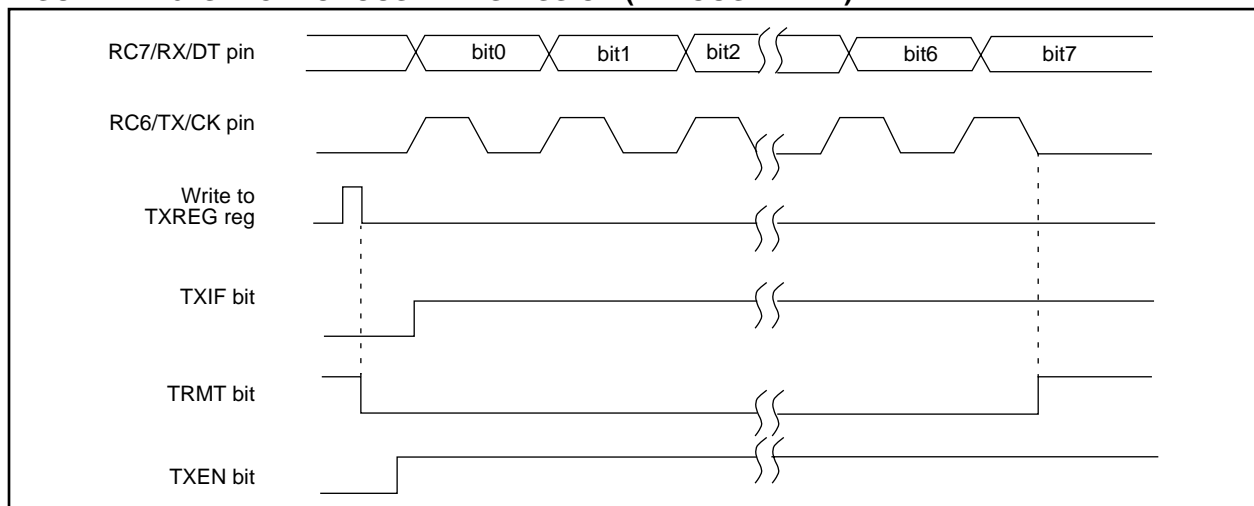 RC7/RX/DT pin
bit0 bit1 bit2 bit6 bit7
RC6/TX/CK pin
Write to
TXREG reg
TXIF bit
TRMT bit
TXEN bit